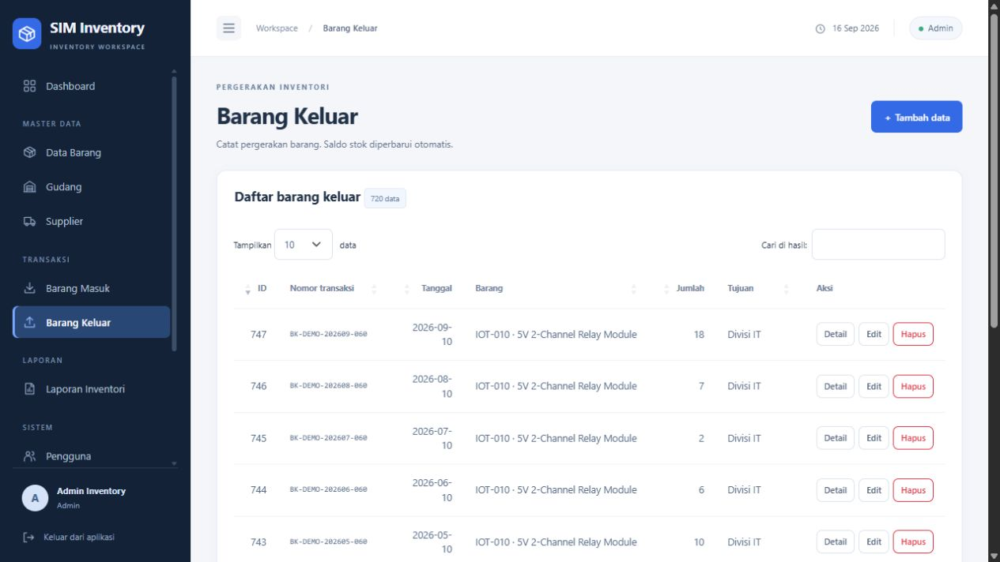 SIM Inventory
INVENTORY WORKSPACE
Dashboard
MASTER DATA
Data Barang
Gudang
Supplier
TRANSAKSI
Barang Masuk
Barang Keluar
LAPORAN
Laporan Inventori
SISTEM
Pengguna
A
Admin Inventory
Admin
Keluar dari aplikasi
Workspace / Barang Keluar
16 Sep 2026
Admin
PERGERAKAN INVENTORI
Barang Keluar
Catat pergerakan barang. Saldo stok diperbarui otomatis.
+ Tambah data
Daftar barang keluar 720 data
Tampilkan 10 data
Cari di hasil:
ID Nomor transaksi Tanggal Barang Jumlah Tujuan Aksi
747 BK-DEMO-202609-060 2026-09-10 IOT-010 · 5V 2-Channel Relay Module 18 Divisi IT Detail Edit Hapus
746 BK-DEMO-202608-060 2026-08-10 IOT-010 · 5V 2-Channel Relay Module 7 Divisi IT Detail Edit Hapus
745 BK-DEMO-202607-060 2026-07-10 IOT-010 · 5V 2-Channel Relay Module 2 Divisi IT Detail Edit Hapus
744 BK-DEMO-202606-060 2026-06-10 IOT-010 · 5V 2-Channel Relay Module 6 Divisi IT Detail Edit Hapus
743 BK-DEMO-202605-060 2026-05-10 IOT-010 · 5V 2-Channel Relay Module 10 Divisi IT Detail Edit Hapus